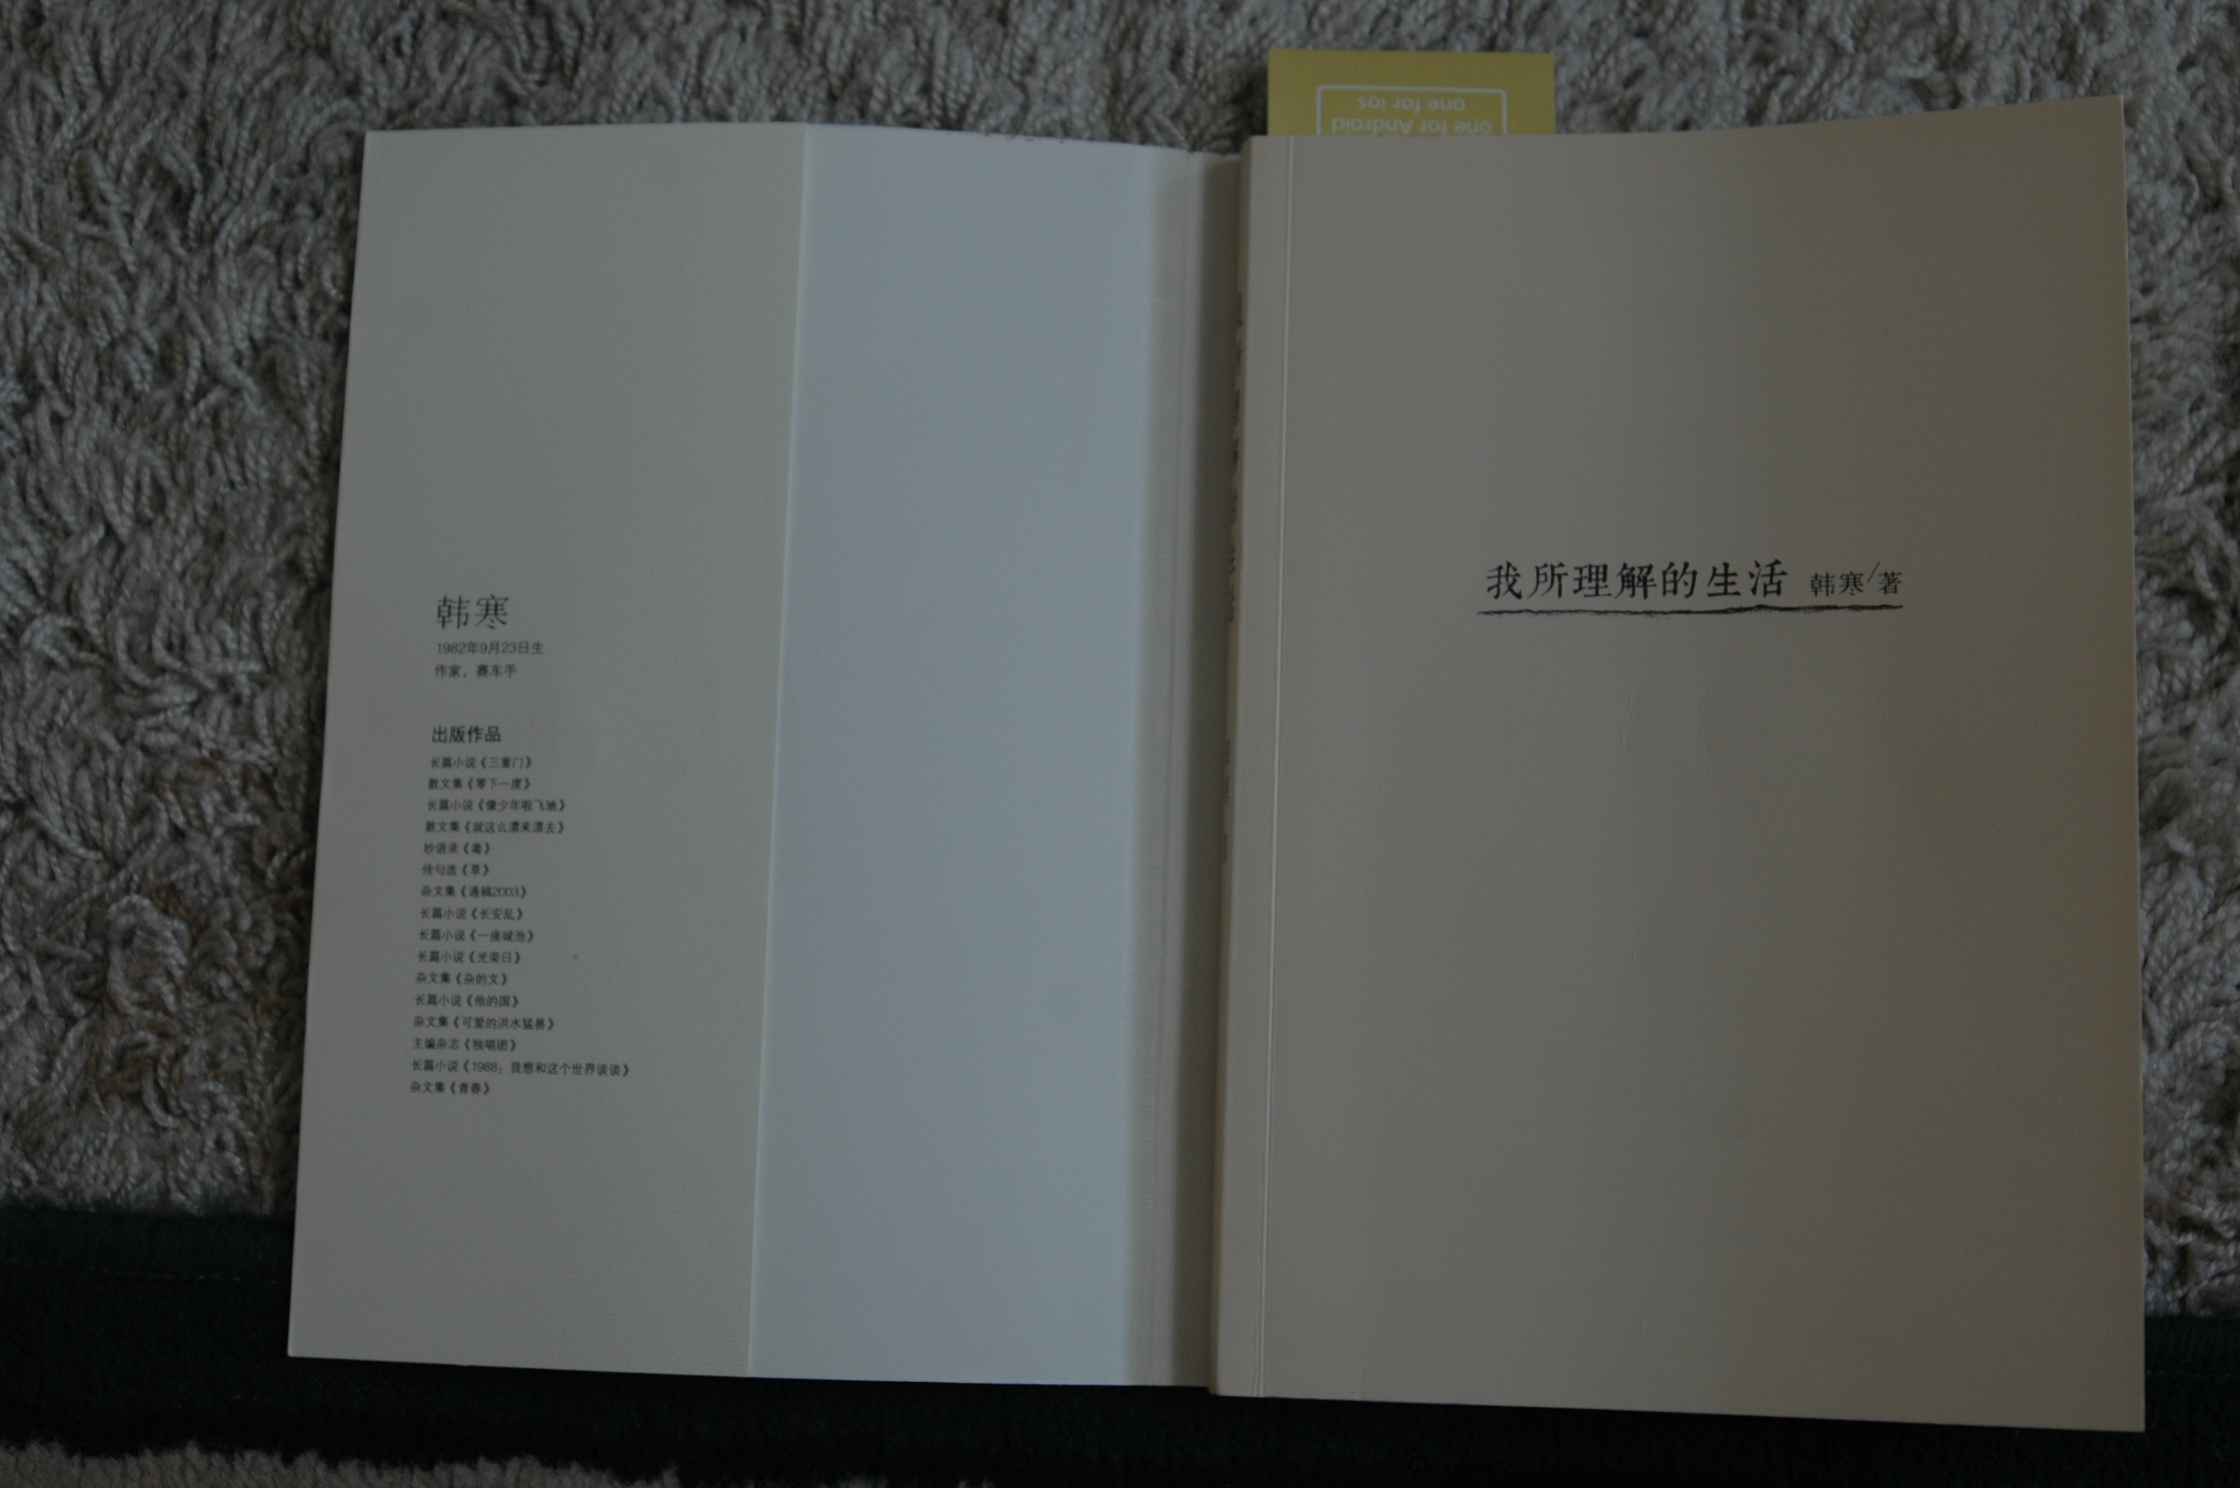 韩寒
1982年9月23日生
作家，赛车手
出版作品
长篇小说《三重门》
散文集《零下一度》
长篇小说《像少年啦飞驰》
散文集《就这么漂来漂去》
妙语录《毒》
佳句选《草》
杂文集《通稿2003》
长篇小说《长安乱》
长篇小说《一座城池》
长篇小说《光荣日》
杂文集《杂的文》
长篇小说《他的国》
杂文集《可爱的洪水猛兽》
主编杂志《独唱团》
长篇小说《1988：我想和这个世界谈谈》
杂文集《青春》
one for Android
one for ios
我所理解的生活 韩寒/著